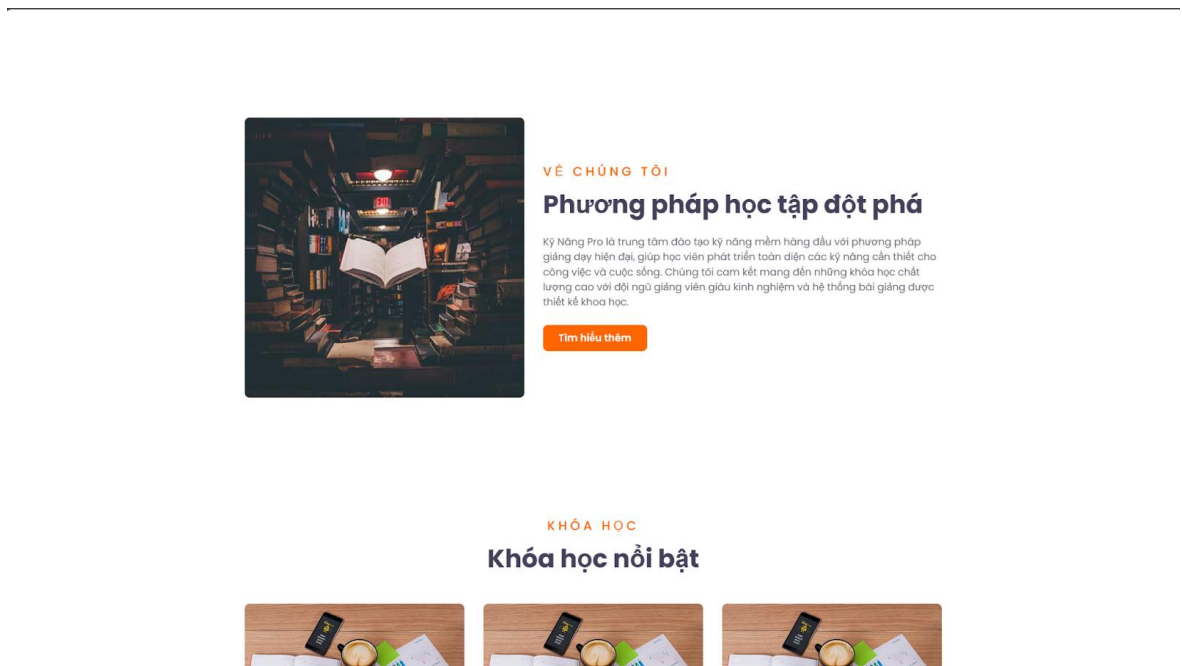 VỀ CHÚNG TÔI
Phương pháp học tập đột phá
Kỹ Năng Pro là trung tâm đào tạo kỹ năng mềm hàng đầu với phương pháp
giảng dạy hiện đại, giúp học viên phát triển toàn diện các kỹ năng cần thiết cho
công việc và cuộc sống. Chúng tôi cam kết mang đến những khóa học chất
lượng cao với đội ngũ giảng viên giàu kinh nghiệm và hệ thống bài giảng được
thiết kế khoa học.
Tìm hiểu thêm
EXIT
KHÓA HỌC
Khóa học nổi bật